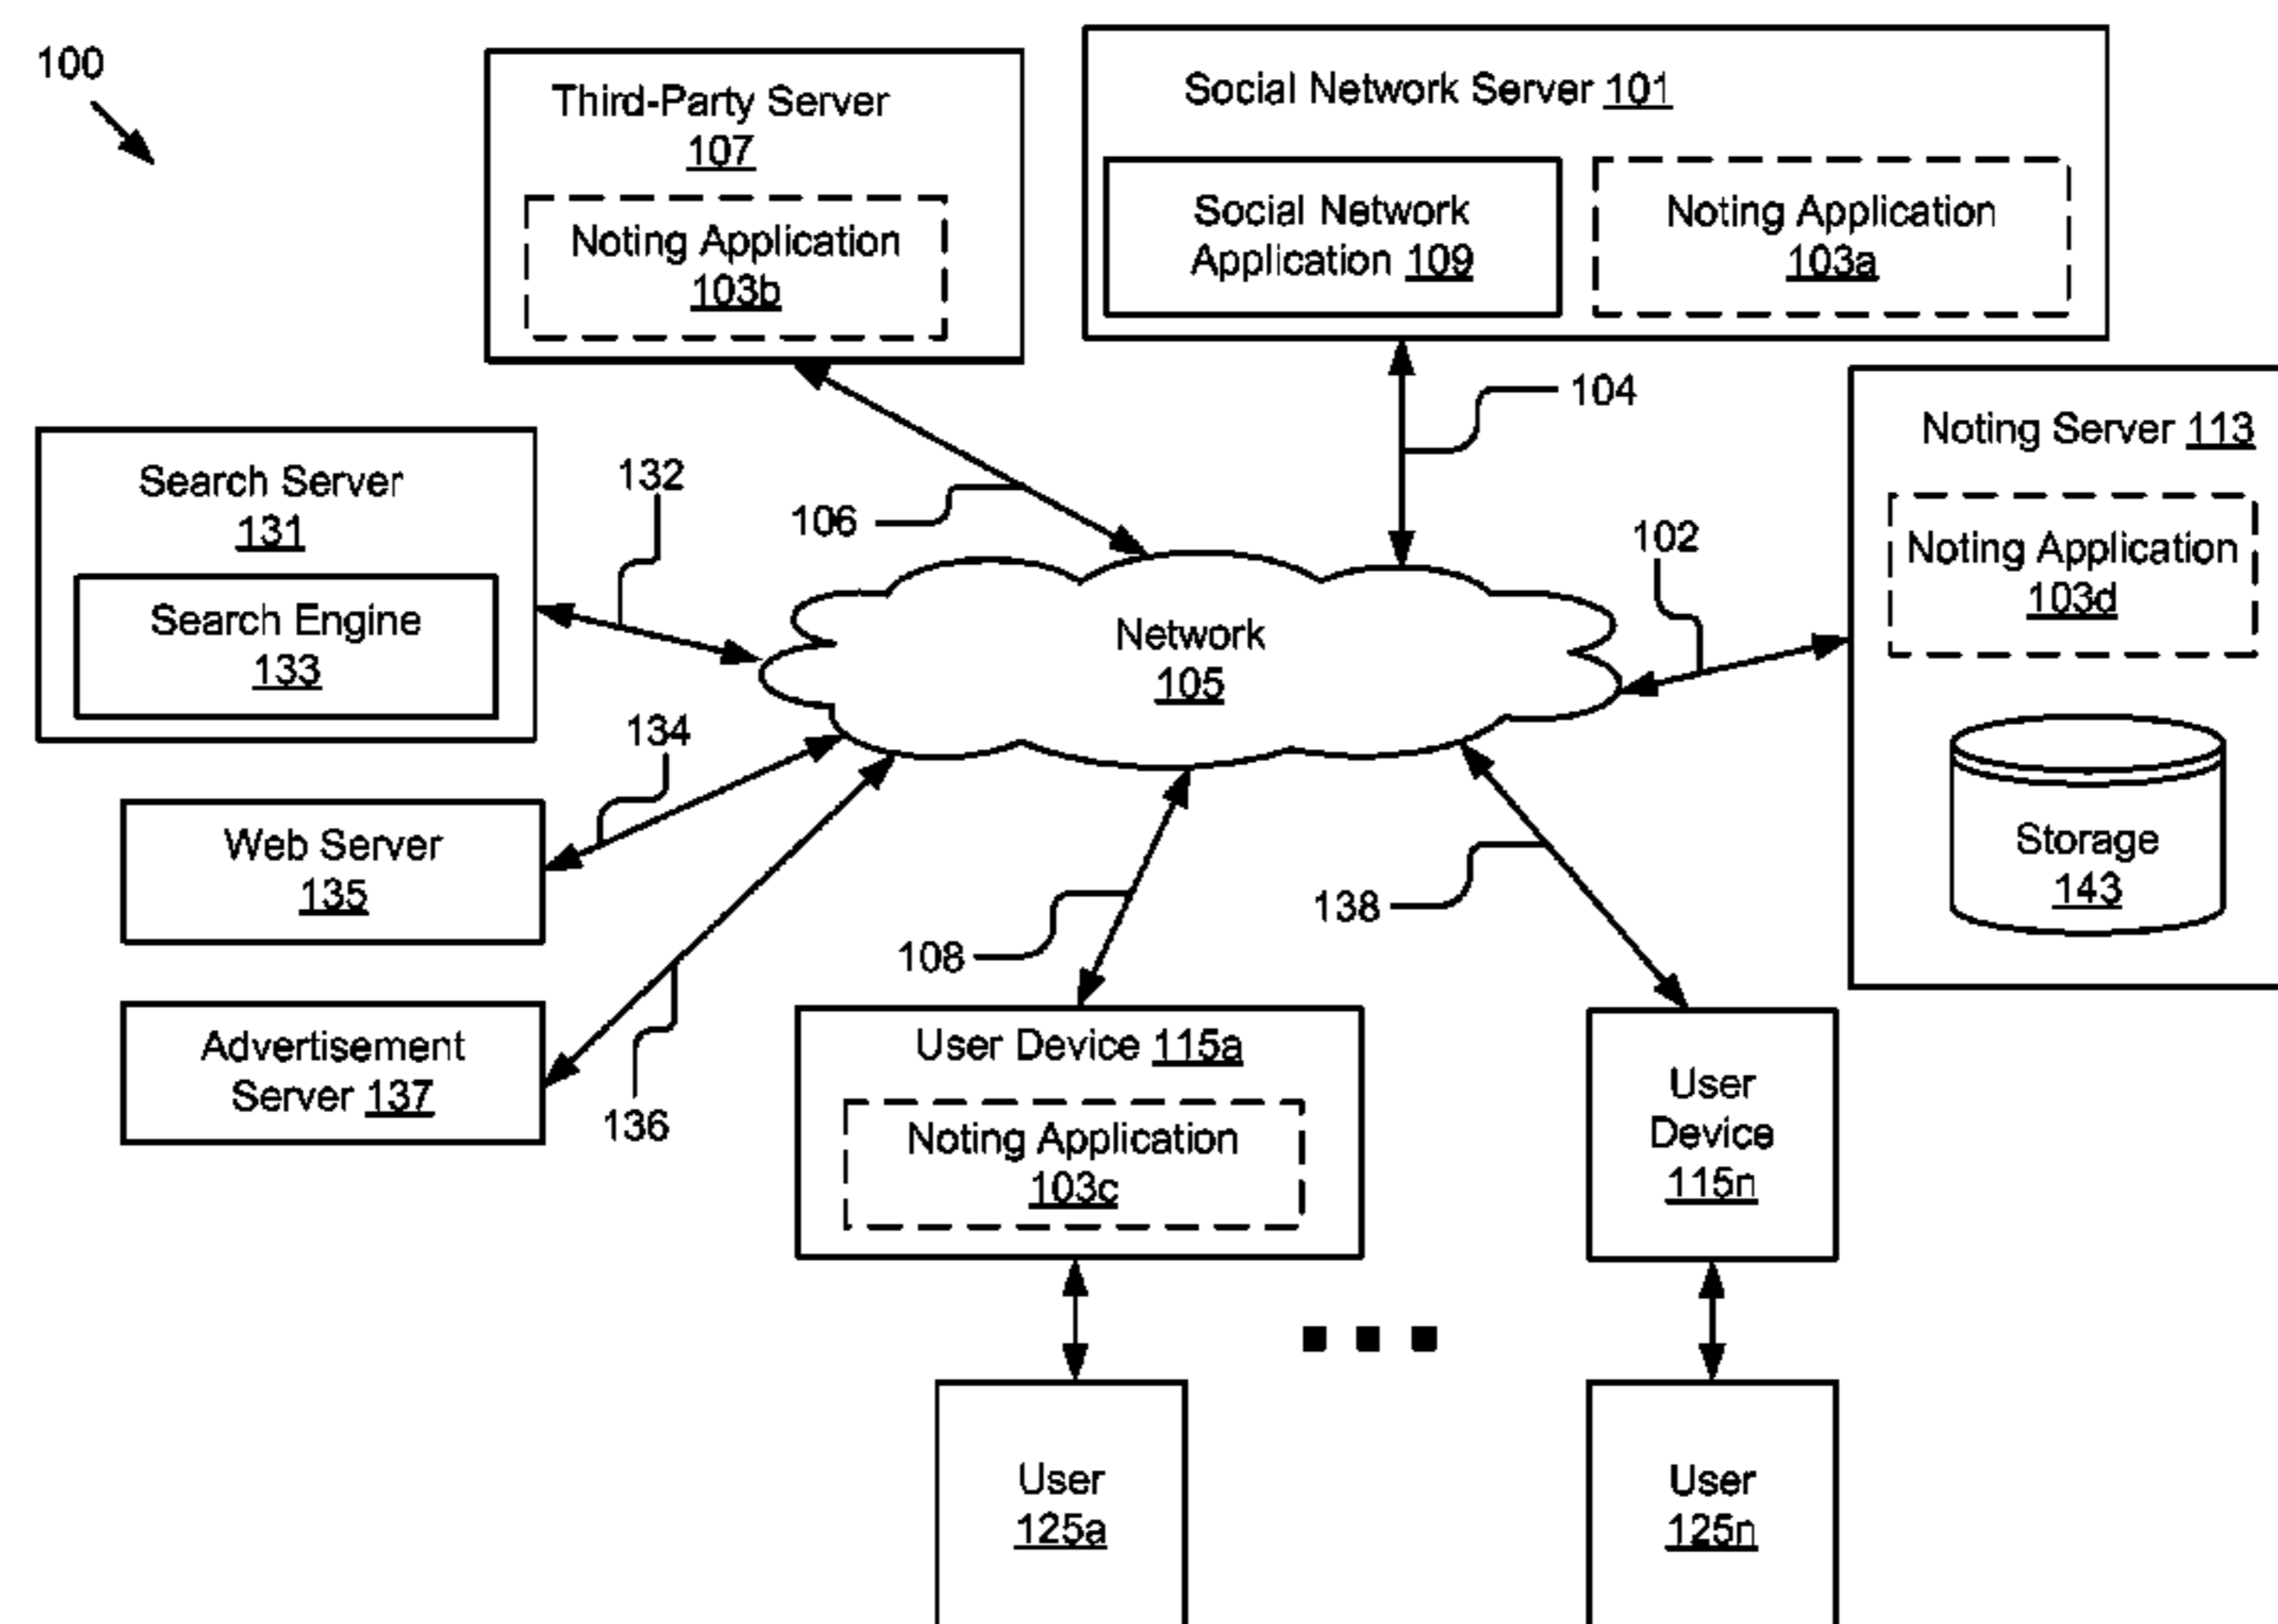 100
Third-Party Server
107
Noting Application
103b
Social Network Server 101
Social Network
Application 109
Noting Application
103a
104
Noting Server 113
Noting Application
103d
Storage
143
102
106
132
Search Server
131
Search Engine
133
Network
105
134
Web Server
135
136
Advertisement
Server 137
108
138
User Device 115a
Noting Application
103c
User
Device
115n
User
125a
User
125n